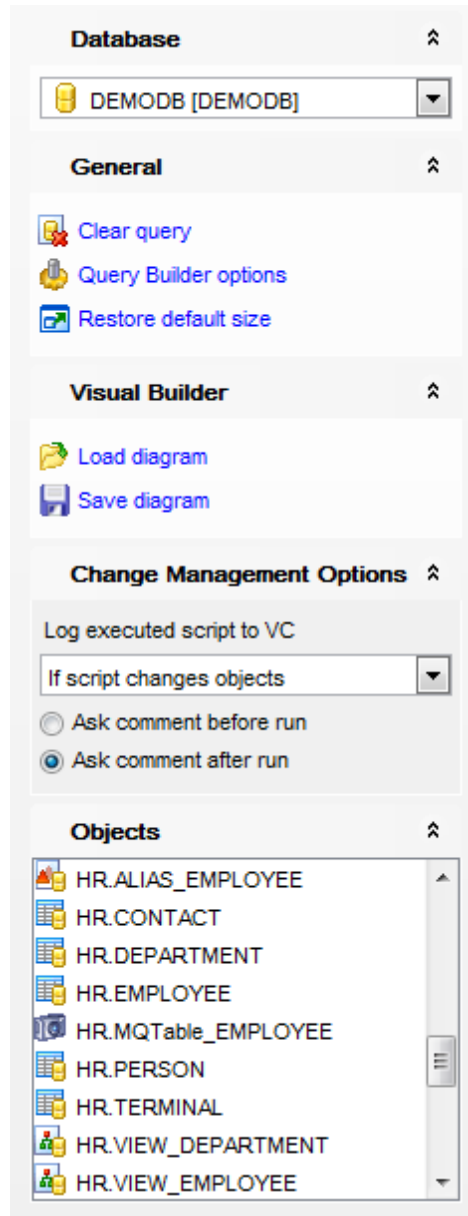 Database
DEMODB [DEMODB]
General
Clear query
Query Builder options
Restore default size
Visual Builder
Load diagram
Save diagram
Change Management Options
Log executed script to VC
If script changes objects
Ask comment before run
Ask comment after run
Objects
HR.ALIAS_EMPLOYEE
HR.CONTACT
HR.DEPARTMENT
HR.EMPLOYEE
HR.MQTable_EMPLOYEE
HR.PERSON
HR.TERMINAL
HR.VIEW_DEPARTMENT
HR.VIEW_EMPLOYEE